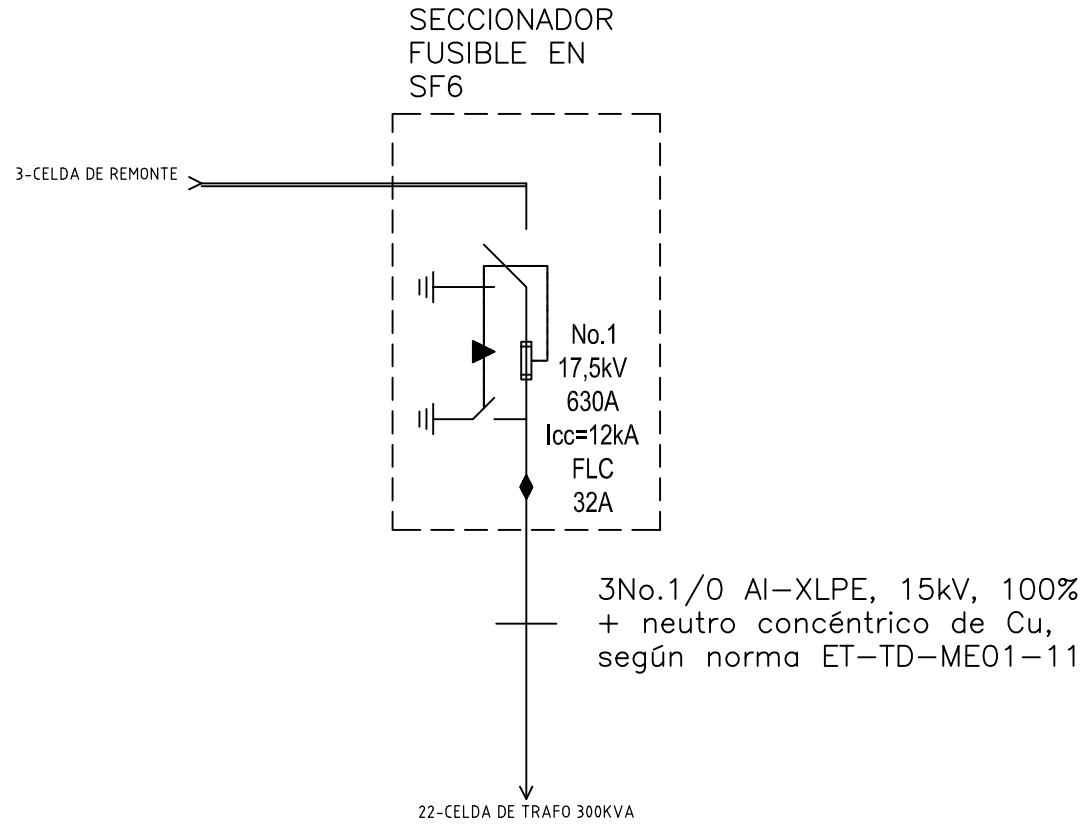 SECCIONADOR
FUSIBLE EN
SF6
3-CELDA DE REMONTE
No.1
17,5kV
630A
Icc=12kA
FLC
32A
3No.1/0 Al-XLPE, 15kV, 100%
+ neutro concéntrico de Cu,
según norma ET-TD-ME01-11
22-CELDA DE TRAFO 300KVA